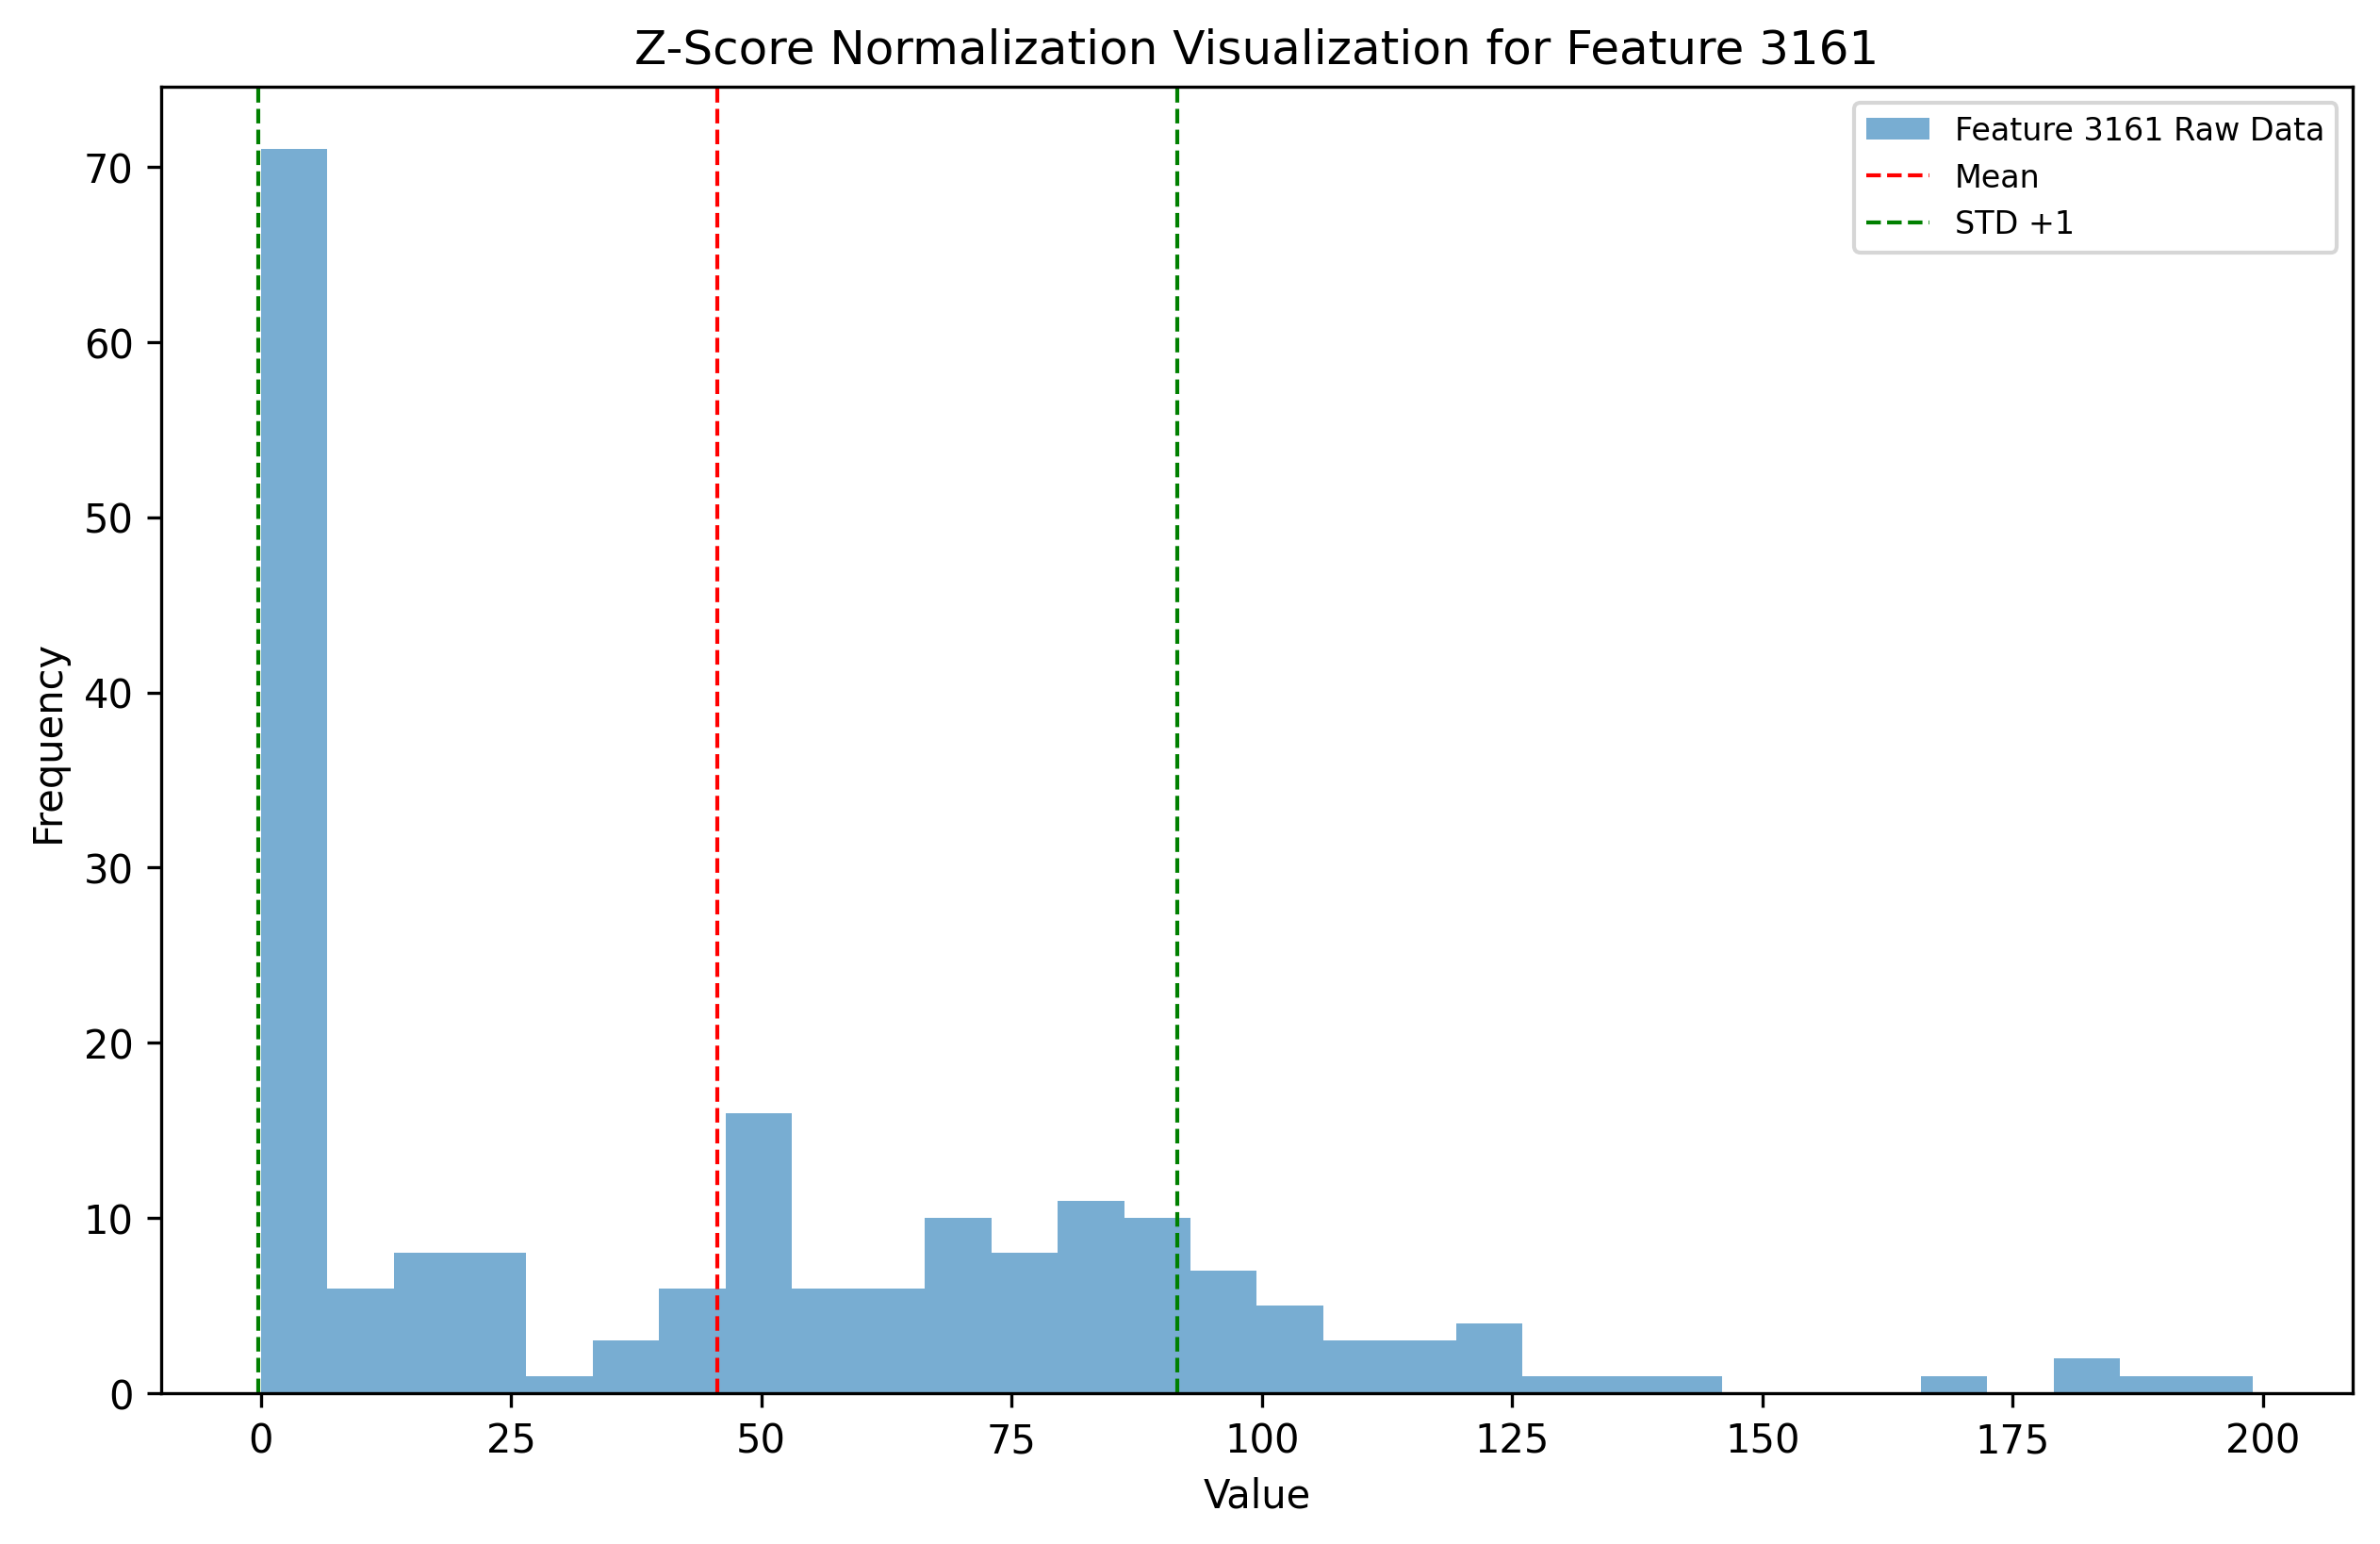 Z-Score Normalization Visualization for Feature 3161
Feature 3161 Raw Data
Mean
STD +1
Frequency
70
60
50
40
30
20
10
0
0 25 50 75 100 125 150 175 200
Value